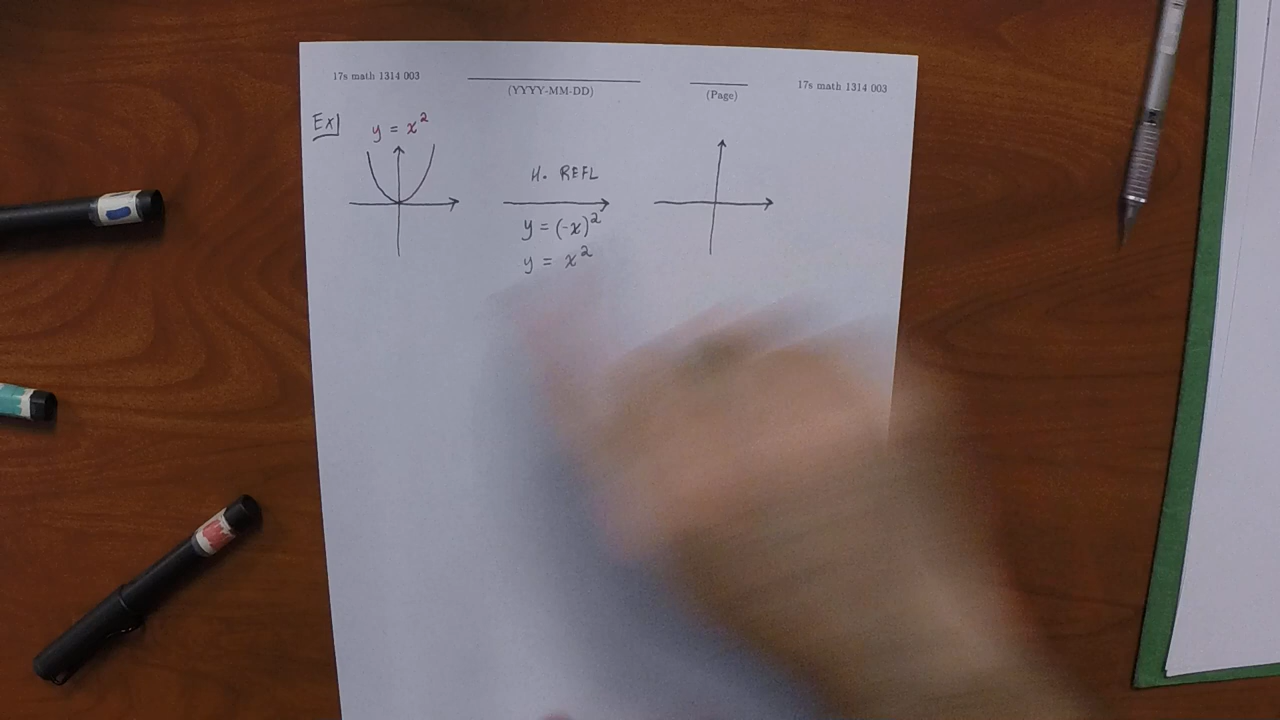 17s math 1314 003
(YYYY-MM-DD)
(Page)
17s math 1314 003
Ex
y = x²
H. REFL
y = (-x)²
y = x²